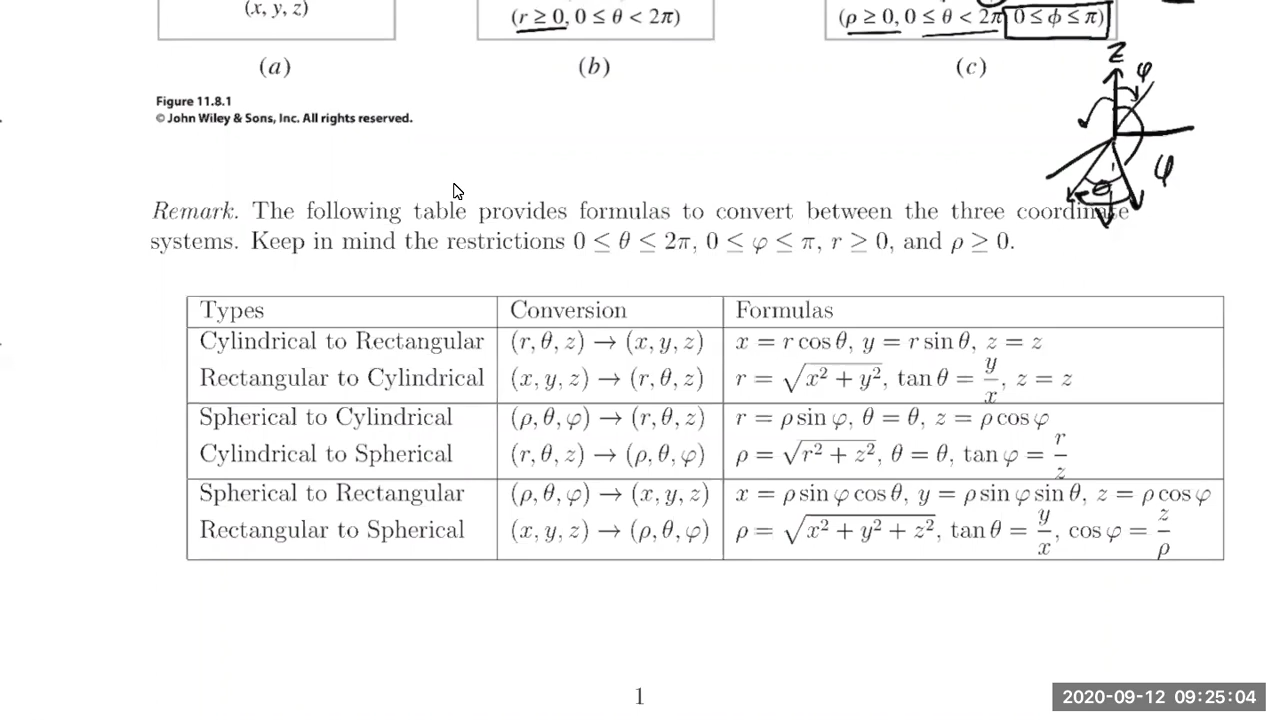 (x, y, z)
(r ≥ 0, 0 ≤ θ < 2π)
(ρ ≥ 0, 0 ≤ θ < 2π, 0 ≤ ϕ ≤ π)
(a)
(b)
(c)
z
φ
φ
θ
Figure 11.8.1
© John Wiley & Sons, Inc. All rights reserved.
Remark. The following table provides formulas to convert between the three coordinate
systems. Keep in mind the restrictions 0 ≤ θ ≤ 2π, 0 ≤ φ ≤ π, r ≥ 0, and ρ ≥ 0.
Types Conversion Formulas
Cylindrical to Rectangular (r, θ, z) → (x, y, z) x = r cos θ, y = r sin θ, z = z
Rectangular to Cylindrical (x, y, z) → (r, θ, z) r = √(x² + y²), tan θ = y/x, z = z
Spherical to Cylindrical (ρ, θ, φ) → (r, θ, z) r = ρ sin φ, θ = θ, z = ρ cos φ
Cylindrical to Spherical (r, θ, z) → (ρ, θ, φ) ρ = √(r² + z²), θ = θ, tan φ = r/z
Spherical to Rectangular (ρ, θ, φ) → (x, y, z) x = ρ sin φ cos θ, y = ρ sin φ sin θ, z = ρ cos φ
Rectangular to Spherical (x, y, z) → (ρ, θ, φ) ρ = √(x² + y² + z²), tan θ = y/x, cos φ = z/ρ
1
2020-09-12 09:25:04